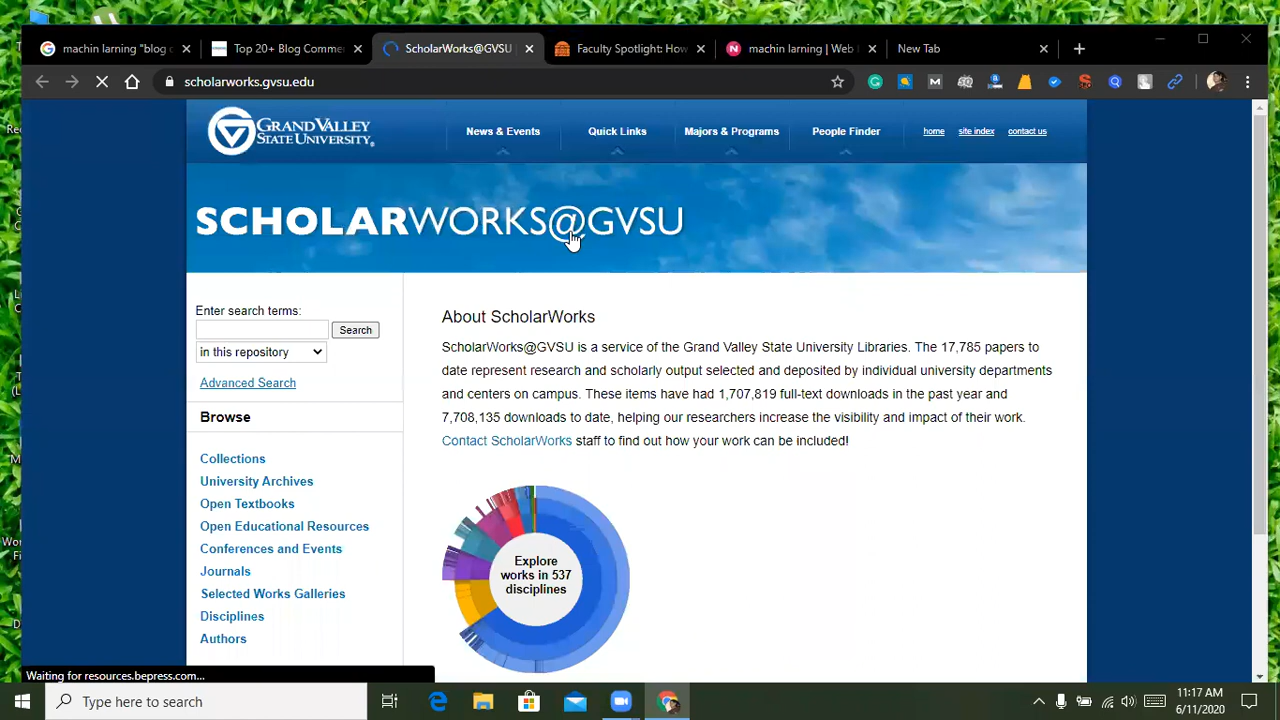 machin larning "blog c
Top 20+ Blog Comme
ScholarWorks@GVSU
Faculty Spotlight: How
machin larning | Web
New Tab
scholarworks.gvsu.edu
GRAND VALLEY
STATE UNIVERSITY
News & Events
Quick Links
Majors & Programs
People Finder
home
site index
contact us
SCHOLARWORKS@GVSU
Enter search terms:
Search
in this repository
Advanced Search
Browse
Collections
University Archives
Open Textbooks
Open Educational Resources
Conferences and Events
Journals
Selected Works Galleries
Disciplines
Authors
About ScholarWorks
ScholarWorks@GVSU is a service of the Grand Valley State University Libraries. The 17,785 papers to
date represent research and scholarly output selected and deposited by individual university departments
and centers on campus. These items have had 1,707,819 full-text downloads in the past year and
7,708,135 downloads to date, helping our researchers increase the visibility and impact of their work.
Contact ScholarWorks staff to find out how your work can be included!
Explore
works in 537
disciplines
Waiting for resources.bepress.com...
Type here to search
11:17 AM
6/11/2020